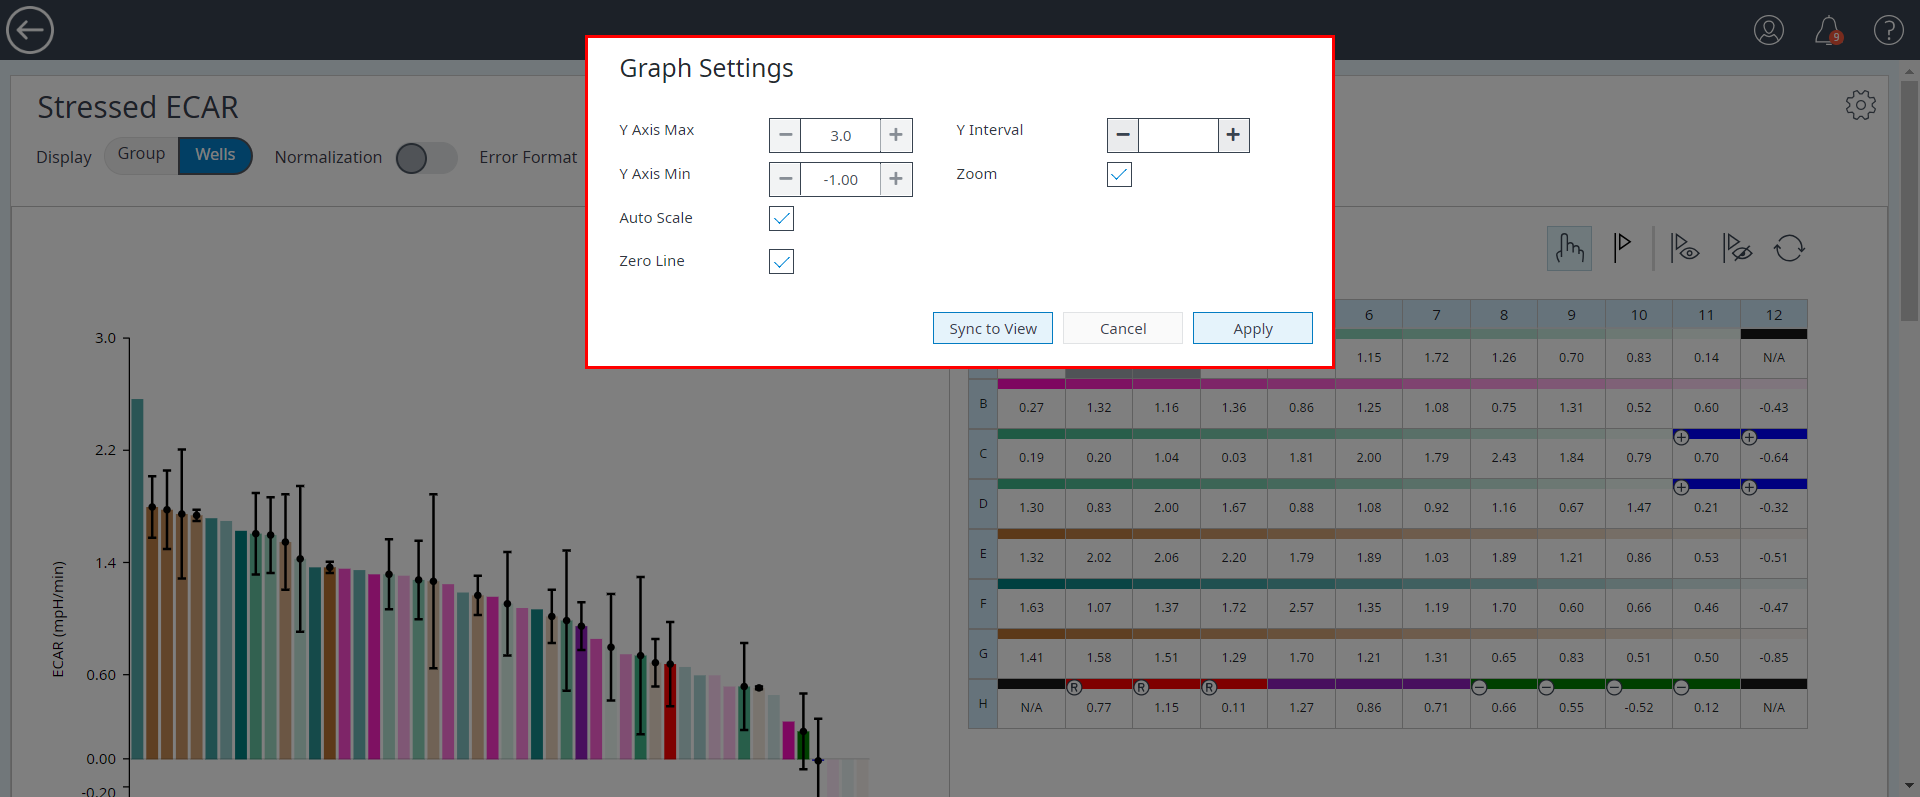 9
?
Graph Settings
Y Axis Max
3.0
Y Interval
Y Axis Min
-1.00
Zoom
Auto Scale
Zero Line
Sync to View
Cancel
Apply
Stressed ECAR
Display
Group
Wells
Normalization
Error Format
3.0
2.2
1.4
0.60
0.00
-0.20
ECAR (mpH/min)
6 7 8 9 10 11 12
1.15 1.72 1.26 0.70 0.83 0.14 N/A
B 0.27 1.32 1.16 1.36 0.86 1.25 1.08 0.75 1.31 0.52 0.60 -0.43
C 0.19 0.20 1.04 0.03 1.81 2.00 1.79 2.43 1.84 0.79 0.70 -0.64
D 1.30 0.83 2.00 1.67 0.88 1.08 0.92 1.16 0.67 1.47 0.21 -0.32
E 1.32 2.02 2.06 2.20 1.79 1.89 1.03 1.89 1.21 0.86 0.53 -0.51
F 1.63 1.07 1.37 1.72 2.57 1.35 1.19 1.70 0.60 0.66 0.46 -0.47
G 1.41 1.58 1.51 1.29 1.70 1.21 1.31 0.65 0.83 0.51 0.50 -0.85
R R R
H N/A 0.77 1.15 0.11 1.27 0.86 0.71 0.66 0.55 -0.52 0.12 N/A